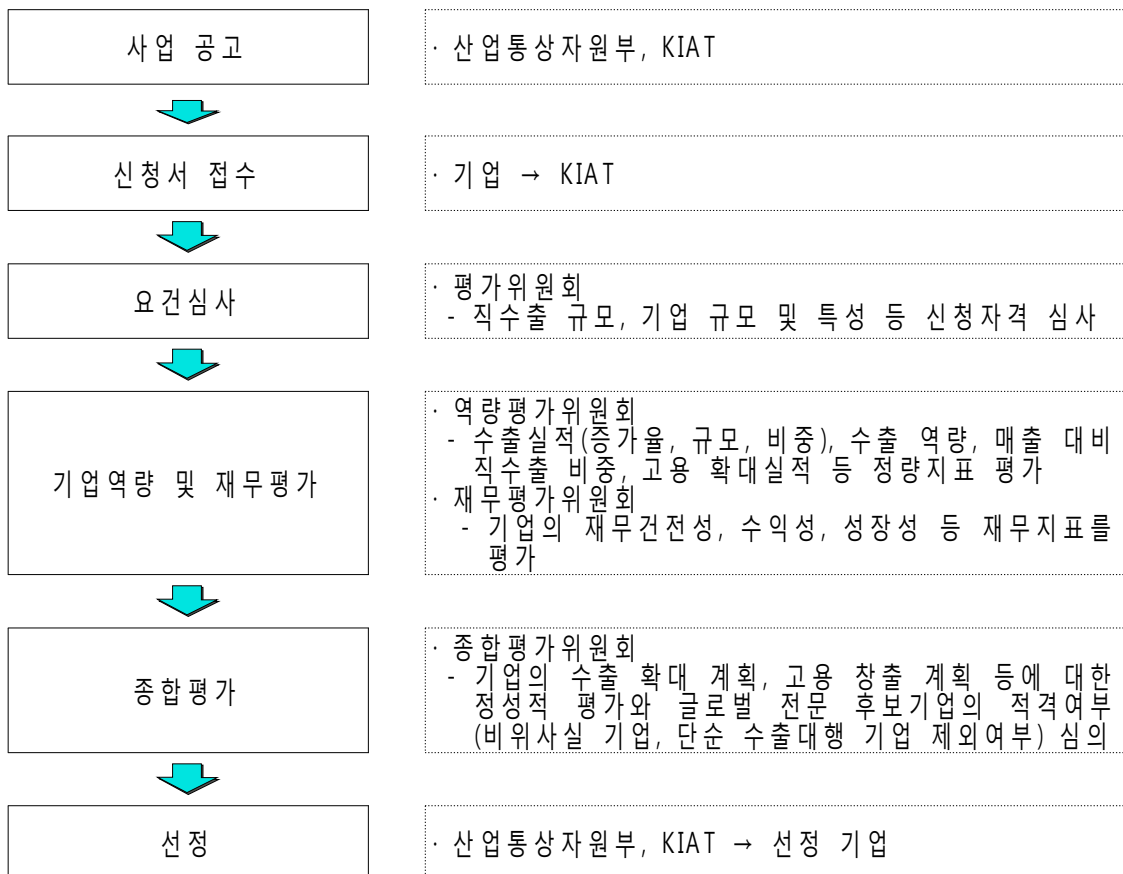 사업 공고
· 산업통상자원부, KIAT
신청서 접수
· 기업 → KIAT
요건심사
· 평가위원회
- 직수출 규모, 기업 규모 및 특성 등 신청자격 심사
기업역량 및 재무평가
· 역량평가위원회
- 수출실적(증가율, 규모, 비중), 수출 역량, 매출 대비
직수출 비중, 고용 확대실적 등 정량지표 평가
· 재무평가위원회
- 기업의 재무건전성, 수익성, 성장성 등 재무지표를
평가
종합평가
· 종합평가위원회
- 기업의 수출 확대 계획, 고용 창출 계획 등에 대한
정성적 평가와 글로벌 전문 후보기업의 적격여부
(비위사실 기업, 단순 수출대행 기업 제외여부) 심의
선정
· 산업통상자원부, KIAT → 선정 기업